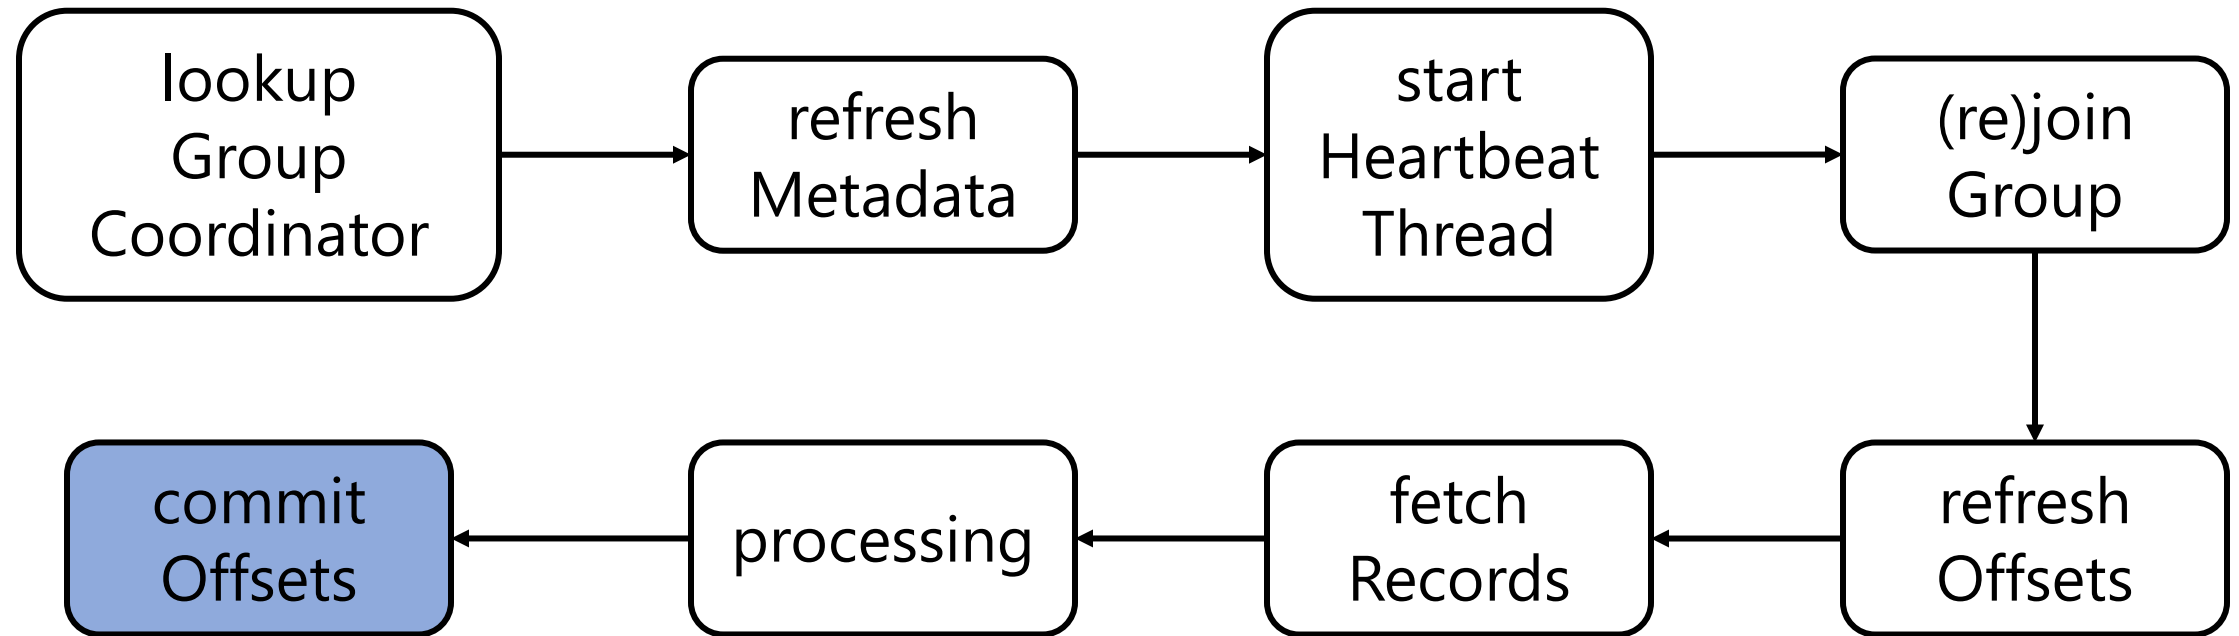 lookup
Group
Coordinator
refresh
Metadata
start
Heartbeat
Thread
(re)join
Group
refresh
Offsets
fetch
Records
processing
commit
Offsets